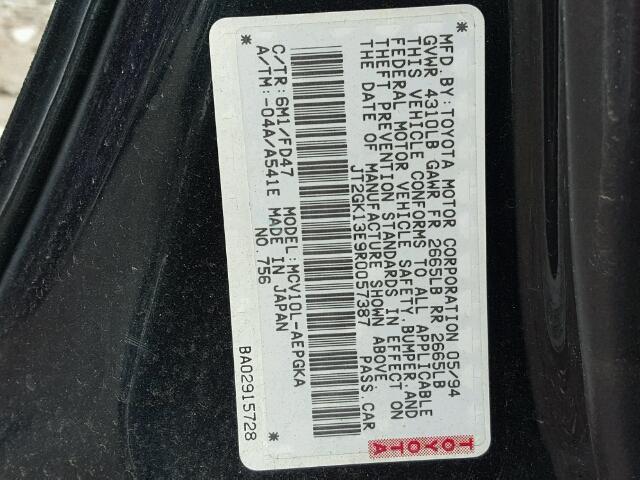 MFD.BY:TOYOTA MOTOR CORPORATION 05/94
GVWR 4310LB GAWR FR 2665LB RR 2665LB
THIS VEHICLE CONFORMS TO ALL APPLICABLE
FEDERAL MOTOR VEHICLE SAFETY,BUMPER,AND
THEFT PREVENTION STANDARDS IN EFFECT ON
THE DATE OF MANUFACTURE SHOWN ABOVE.
JT2GK13E9R0057387 PASS.CAR
C/TR:6M1/FD47 MODEL:MCV10L-AEPGKA
A/TM:-04A/A541E MADE IN JAPAN
NO.756
* *
BA02915728
TOYOTA